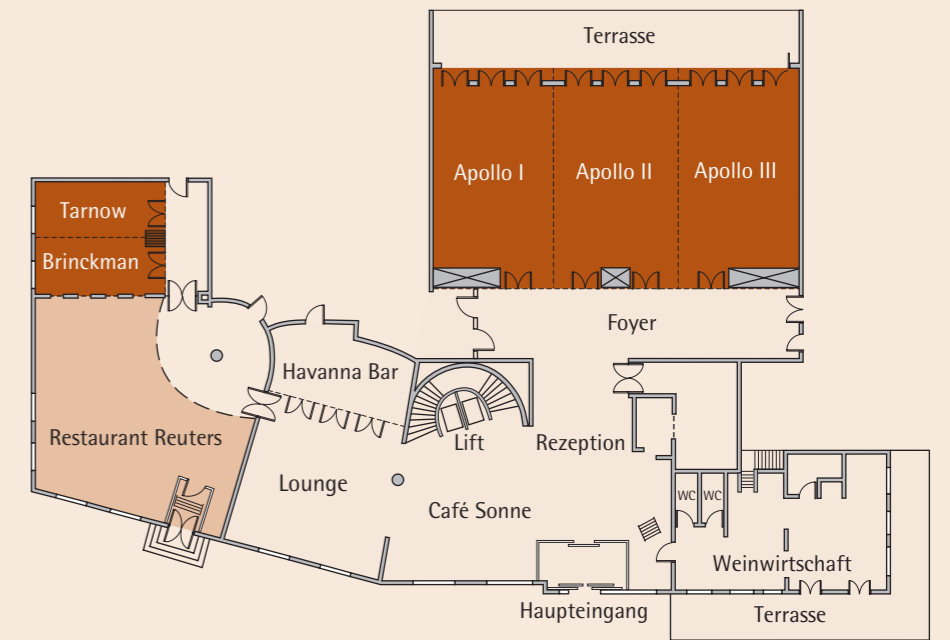 Terrasse
Apollo I
Apollo II
Apollo III
Tarnow
Brinckman
Foyer
Havanna Bar
Restaurant Reuters
Lift
Rezeption
Lounge
Café Sonne
WC
WC
Weinwirtschaft
Haupteingang
Terrasse